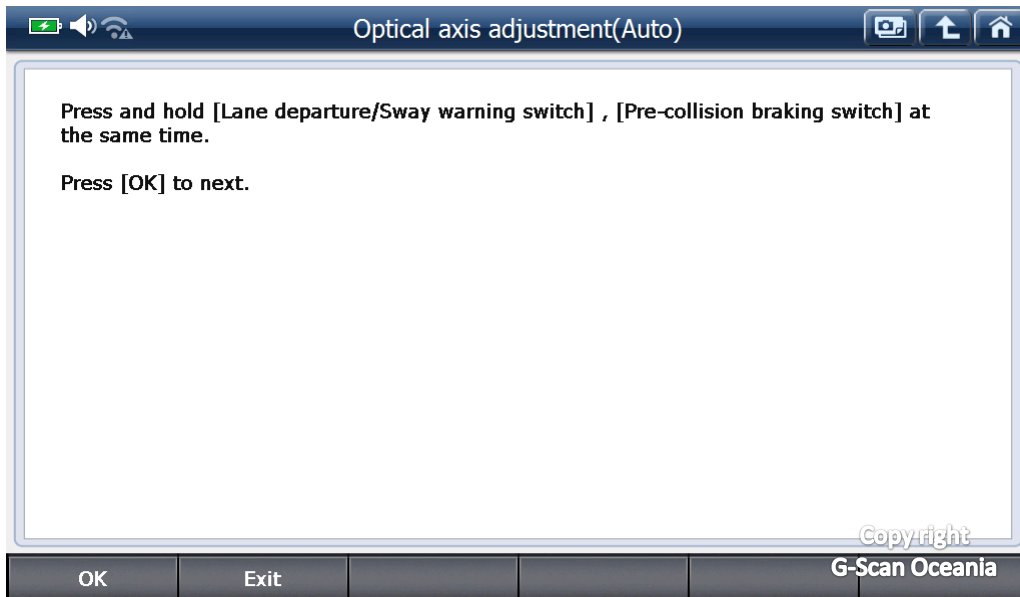 Optical axis adjustment(Auto)
Press and hold [Lane departure/Sway warning switch] , [Pre-collision braking switch] at
the same time.
Press [OK] to next.
OK
Exit
Copy right
G-Scan Oceania